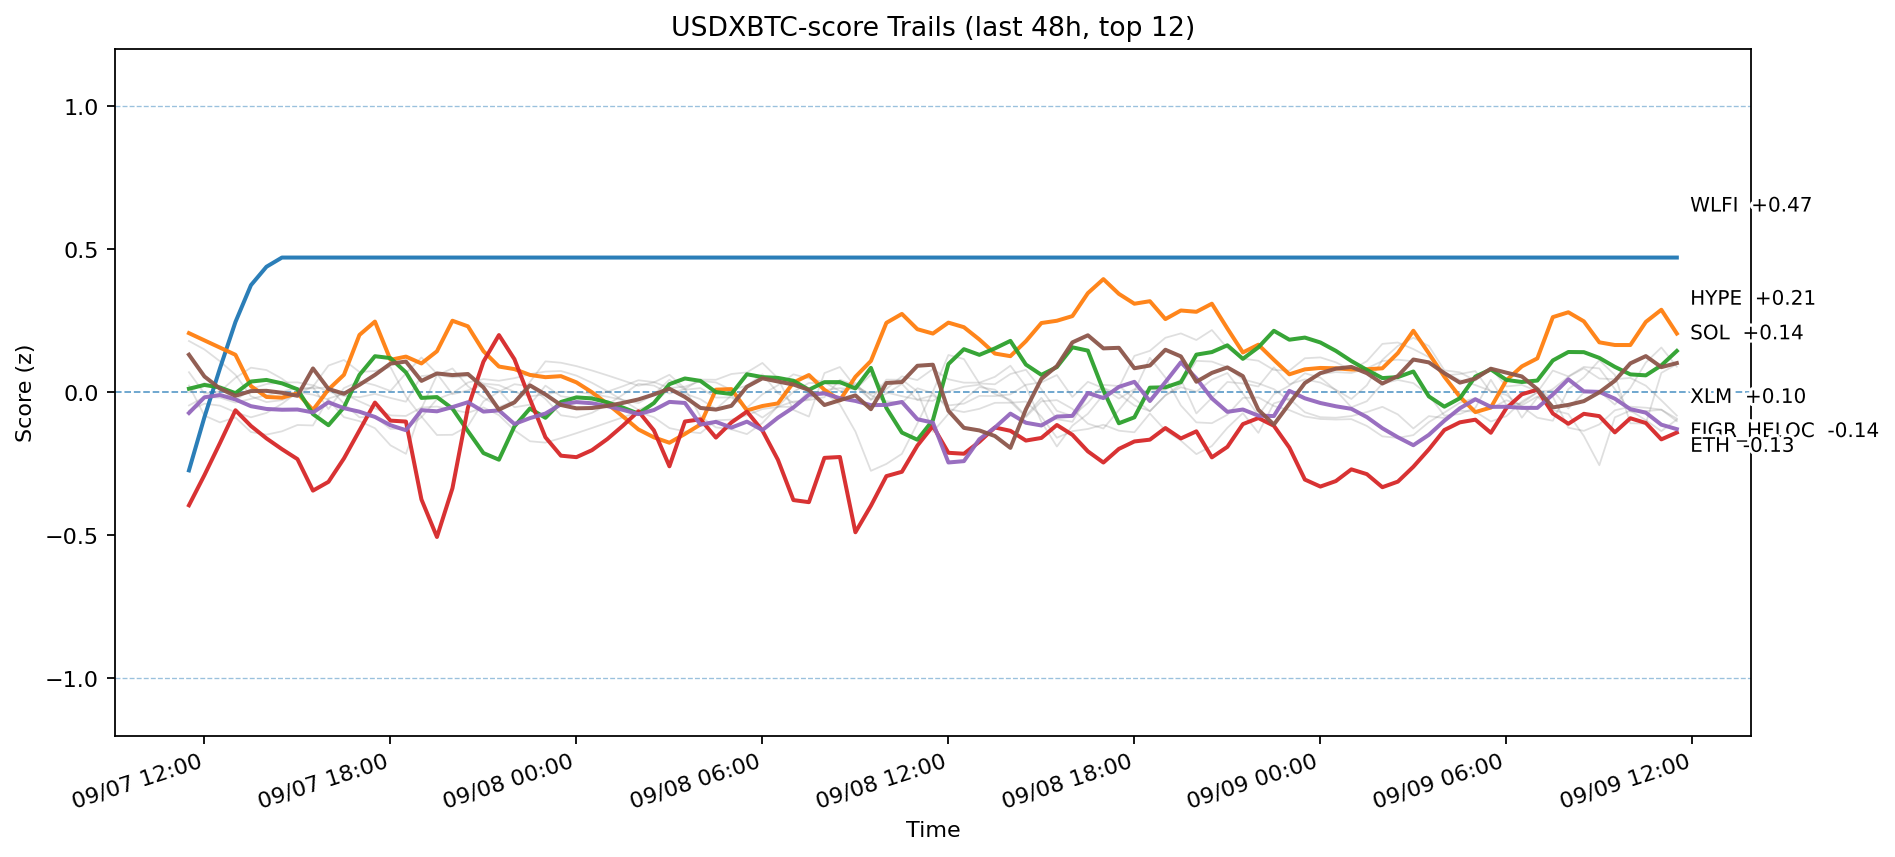 USDXBTC-score Trails (last 48h, top 12)
1.0
0.5
0.0
−0.5
−1.0
Score (z)
WLFI +0.47
HYPE +0.21
SOL +0.14
XLM +0.10
FIGR_HELOC -0.14
ETH -0.13
09/07 12:00
09/07 18:00
09/08 00:00
09/08 06:00
09/08 12:00
09/08 18:00
09/09 00:00
09/09 06:00
09/09 12:00
Time